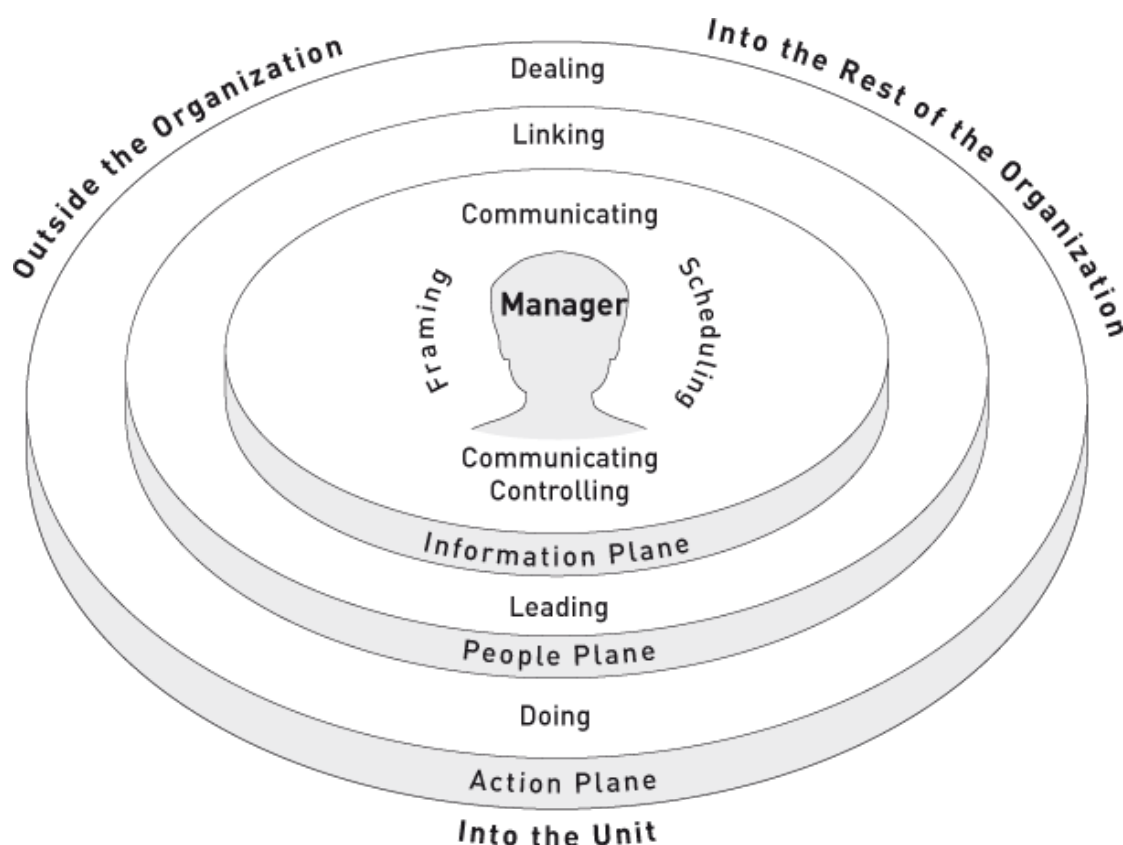 Outside the Organization
Into the Rest of the Organization
Dealing
Linking
Communicating
Framing
Manager
Scheduling
Communicating
Controlling
Information Plane
Leading
People Plane
Doing
Action Plane
Into the Unit